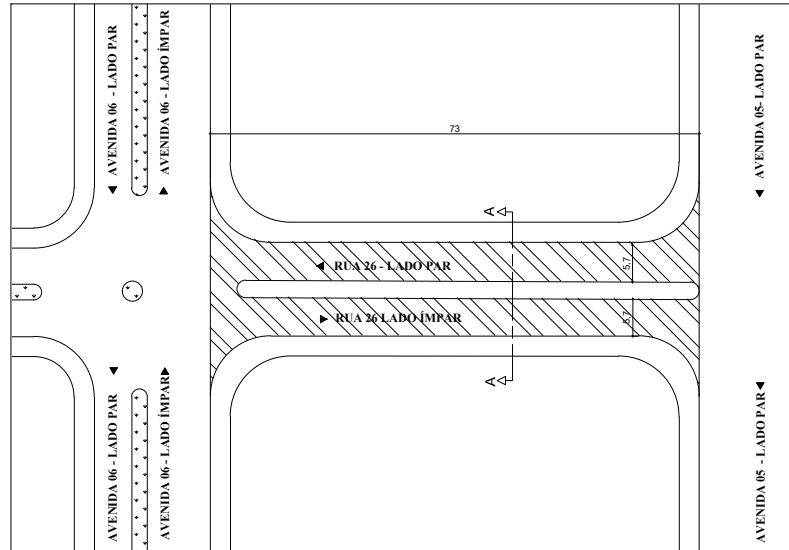 AVENIDA 06 - LADO PAR
AVENIDA 06 - LADO ÍMPAR
AVENIDA 05- LADO PAR
73
A
RUA 26 - LADO PAR
5,7
RUA 26 LADO ÍMPAR
5,7
A
AVENIDA 06 - LADO PAR
AVENIDA 06 - LADO ÍMPAR
AVENIDA 05 - LADO PAR